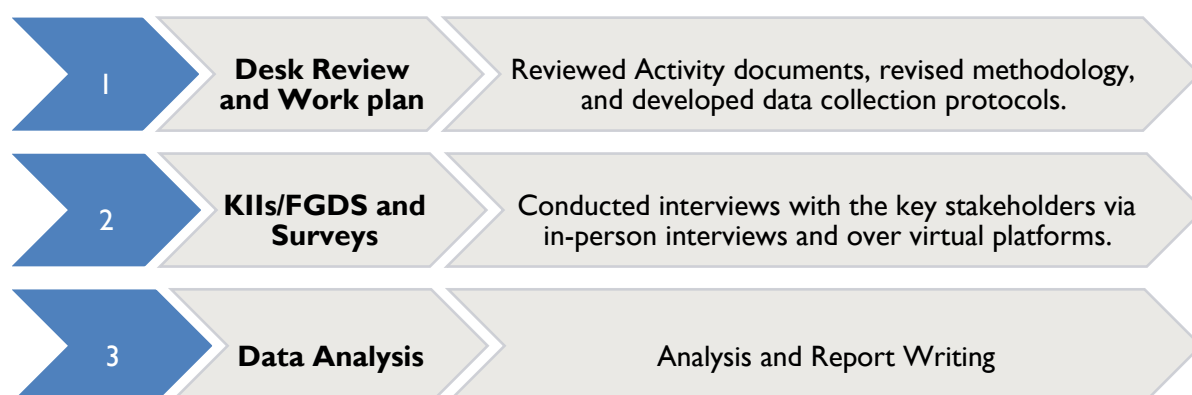 1
Desk Review
and Work plan
Reviewed Activity documents, revised methodology,
and developed data collection protocols.
2
KIIs/FGDS and
Surveys
Conducted interviews with the key stakeholders via
in-person interviews and over virtual platforms.
3
Data Analysis
Analysis and Report Writing